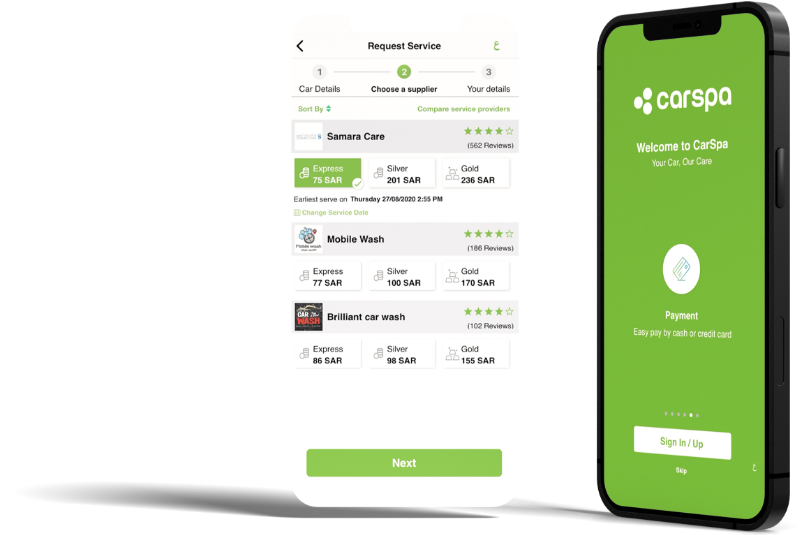 Request Service
ع
1
2
3
Car Details
Choose a supplier
Your details
Sort By
Compare service providers
Samara Care
(562 Reviews)
Express
75 SAR
Silver
201 SAR
Gold
236 SAR
Earliest serve on Thursday 27/08/2020 2:55 PM
Change Service Date
Mobile Wash
(186 Reviews)
Express
77 SAR
Silver
100 SAR
Gold
170 SAR
CAR
WASH
Brilliant car wash
(102 Reviews)
Express
86 SAR
Silver
98 SAR
Gold
155 SAR
Next
carspa
Welcome to CarSpa
Your Car, Our Care
Payment
Easy pay by cash or credit card
Sign In / Up
Skip
ع